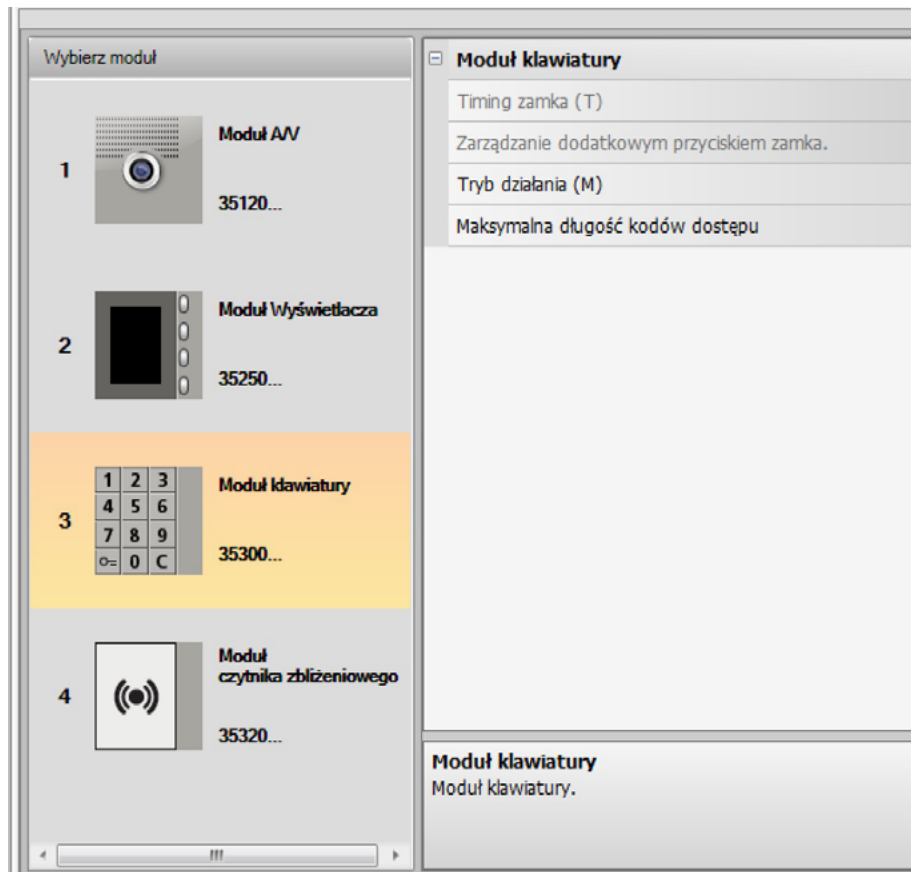 Wybierz moduł
1
Moduł A/V
35120...
2
Moduł Wyświetlacza
35250...
3
1 2 3
4 5 6
7 8 9
0 C
Moduł klawiatury
35300...
4
Moduł
czytnika zbliżeniowego
35320...
Moduł klawiatury
Timing zamka (T)
Zarządzanie dodatkowym przyciskiem zamka.
Tryb działania (M)
Maksymalna długość kodów dostępu
Moduł klawiatury
Moduł klawiatury.